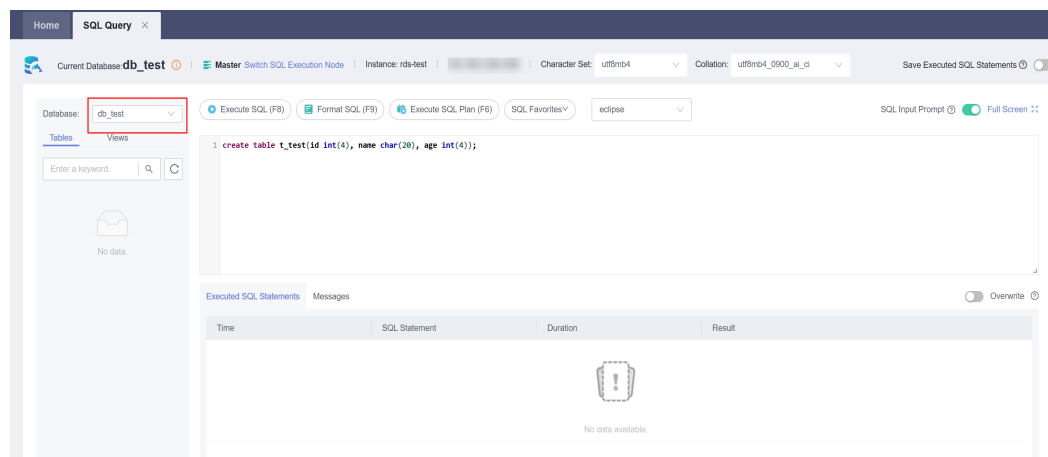 Home SQL Query ×
Current Database:db_test Master Switch SQL Execution Node Instance: rds-test Character Set: utf8mb4 Collation: utf8mb4_0900_ai_ci Save Executed SQL Statements
Database: db_test Execute SQL (F8) Format SQL (F9) Execute SQL Plan (F6) SQL Favorites eclipse SQL Input Prompt Full Screen
Tables Views
1 create table t_test(id int(4), name char(20), age int(4));
Enter a keyword.
No data.
Executed SQL Statements Messages Overwrite
Time SQL Statement Duration Result
No data available.